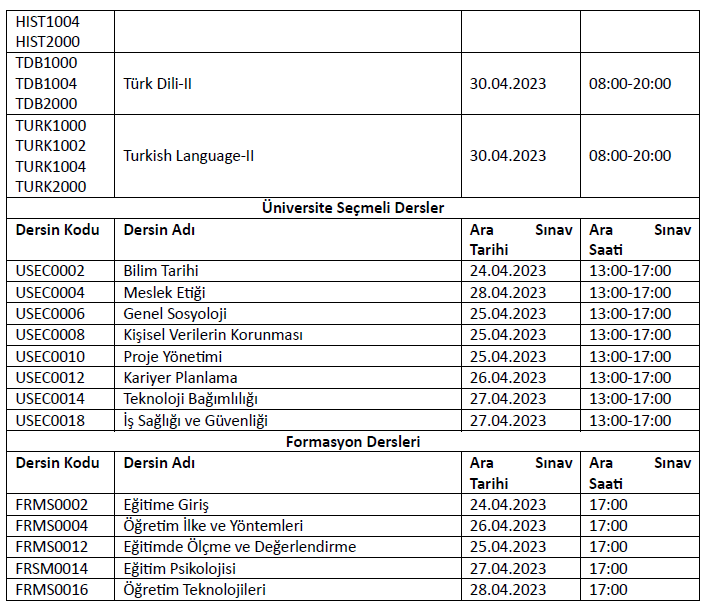 HIST1004
HIST2000
TDB1000
TDB1004
TDB2000
Türk Dili-II 30.04.2023 08:00-20:00
TURK1000
TURK1002
TURK1004
TURK2000
Turkish Language-II 30.04.2023 08:00-20:00
Üniversite Seçmeli Dersler
Dersin Kodu Dersin Adı Ara Sınav Tarihi Ara Sınav Saati
USEC0002 Bilim Tarihi 24.04.2023 13:00-17:00
USEC0004 Meslek Etiği 28.04.2023 13:00-17:00
USEC0006 Genel Sosyoloji 25.04.2023 13:00-17:00
USEC0008 Kişisel Verilerin Korunması 25.04.2023 13:00-17:00
USEC0010 Proje Yönetimi 25.04.2023 13:00-17:00
USEC0012 Kariyer Planlama 26.04.2023 13:00-17:00
USEC0014 Teknoloji Bağımlılığı 27.04.2023 13:00-17:00
USEC0018 İş Sağlığı ve Güvenliği 27.04.2023 13:00-17:00
Formasyon Dersleri
Dersin Kodu Dersin Adı Ara Sınav Tarihi Ara Sınav Saati
FRMS0002 Eğitime Giriş 24.04.2023 17:00
FRMS0004 Öğretim İlke ve Yöntemleri 26.04.2023 17:00
FRMS0012 Eğitimde Ölçme ve Değerlendirme 25.04.2023 17:00
FRSM0014 Eğitim Psikolojisi 27.04.2023 17:00
FRMS0016 Öğretim Teknolojileri 28.04.2023 17:00